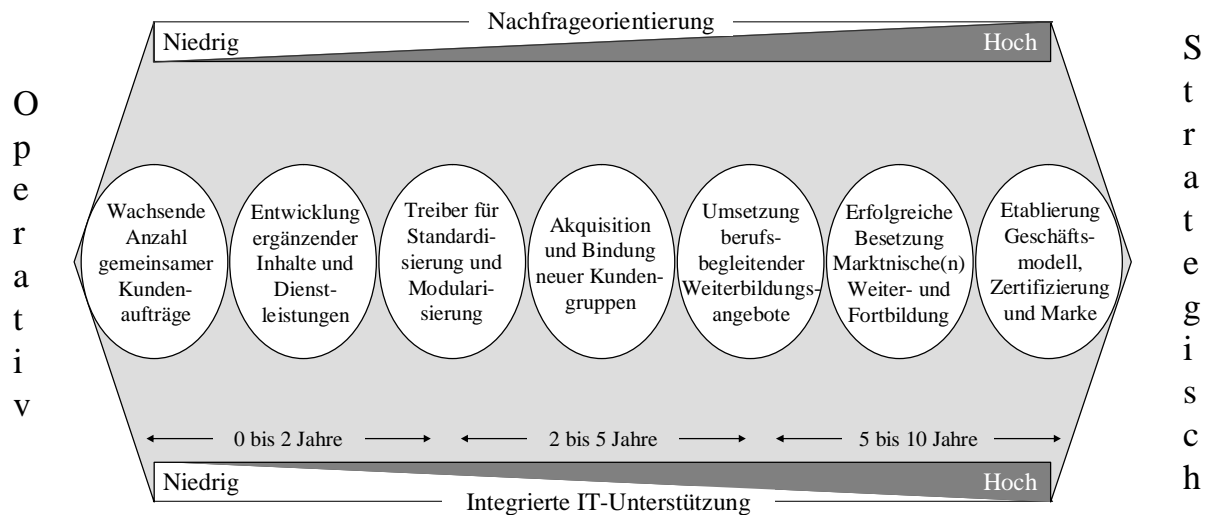 Nachfrageorientierung
Niedrig
Hoch
Operativ
Strategisch
Wachsende
Anzahl
gemeinsamer
Kunden-
aufträge
Entwicklung
ergänzender
Inhalte und
Dienst-
leistungen
Treiber für
Standardi-
sierung und
Modulari-
sierung
Akquisition
und Bindung
neuer Kunden-
gruppen
Umsetzung
berufs-
begleitender
Weiterbildungs-
angebote
Erfolgreiche
Besetzung
Marktnische(n)
Weiter- und
Fortbildung
Etablierung
Geschäfts-
modell,
Zertifizierung
und Marke
0 bis 2 Jahre
2 bis 5 Jahre
5 bis 10 Jahre
Niedrig
Hoch
Integrierte IT-Unterstützung